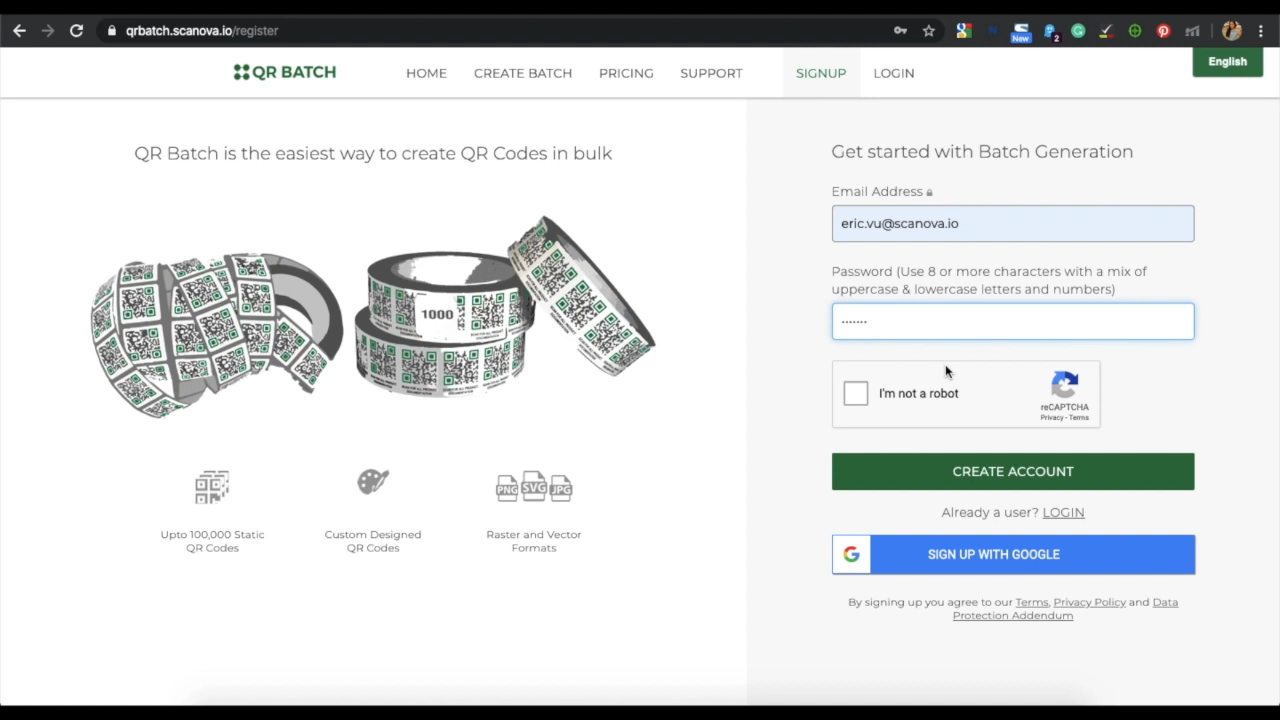 qrbatch.scanova.io/register
New
2
QR BATCH
HOME
CREATE BATCH
PRICING
SUPPORT
SIGNUP
LOGIN
English
QR Batch is the easiest way to create QR Codes in bulk
1000
Upto 100,000 Static
QR Codes
Custom Designed
QR Codes
PNG
SVG
JPG
Raster and Vector
Formats
Get started with Batch Generation
Email Address
eric.vu@scanova.io
Password (Use 8 or more characters with a mix of
uppercase & lowercase letters and numbers)
·······
I'm not a robot
reCAPTCHA
Privacy - Terms
CREATE ACCOUNT
Already a user? LOGIN
G
SIGN UP WITH GOOGLE
By signing up you agree to our Terms, Privacy Policy and Data
Protection Addendum